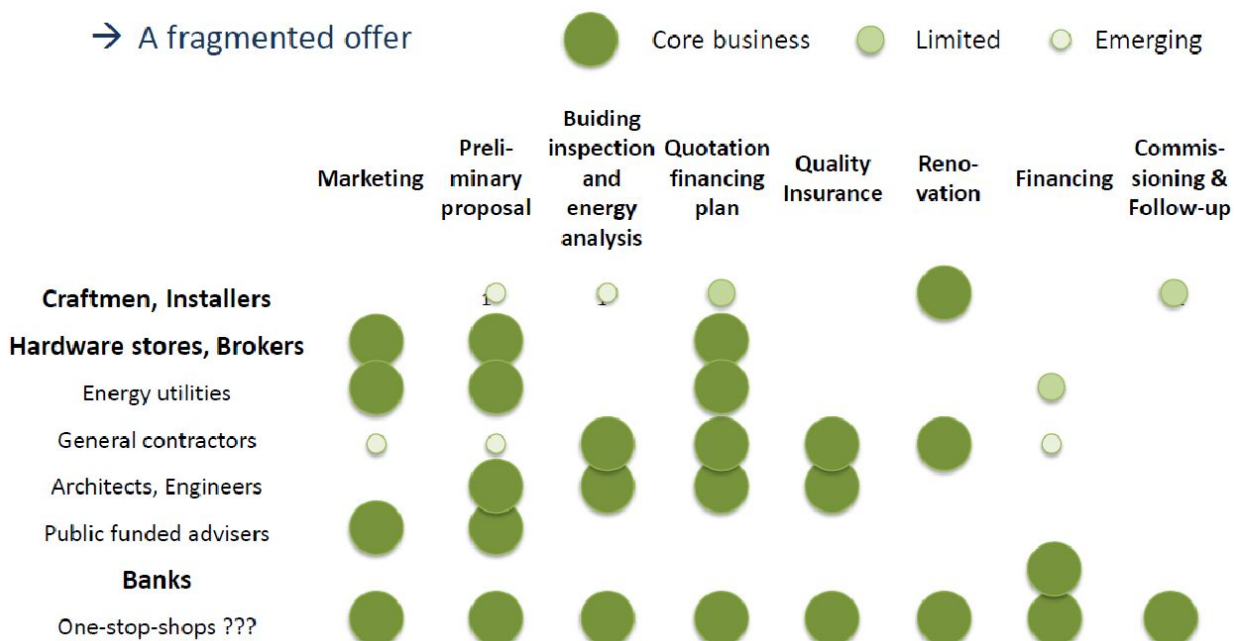 → A fragmented offer
Core business
Limited
Emerging
Marketing
Preli-
minary
proposal
Buiding
inspection
and
energy
analysis
Quotation
financing
plan
Quality
Insurance
Reno-
vation
Financing
Commis-
sioning &
Follow-up
Craftmen, Installers
1
1
Hardware stores, Brokers
Energy utilities
General contractors
Architects, Engineers
Public funded advisers
Banks
One-stop-shops ???